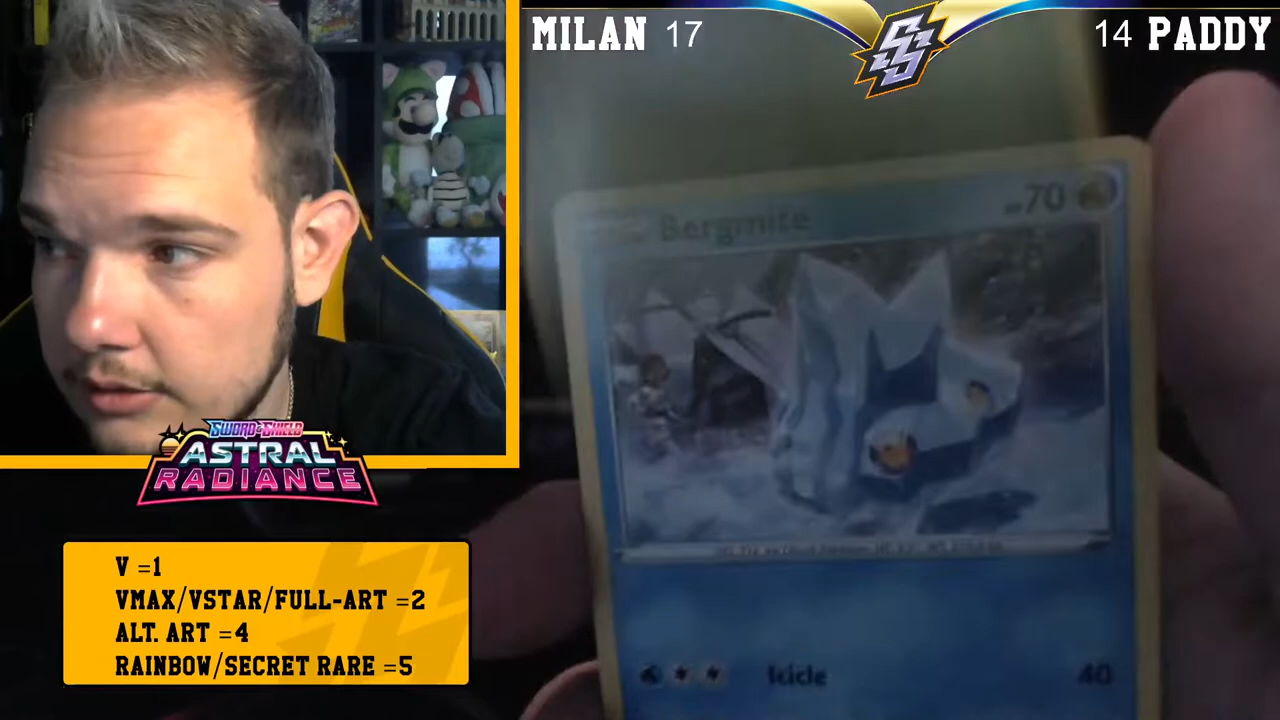 MILAN 17
14 PADDY
Bergmite
70
Icicle 40
SWORD & SHIELD
ASTRAL
RADIANCE
V =1
VMAX/VSTAR/FULL-ART =2
ALT. ART =4
RAINBOW/SECRET RARE =5